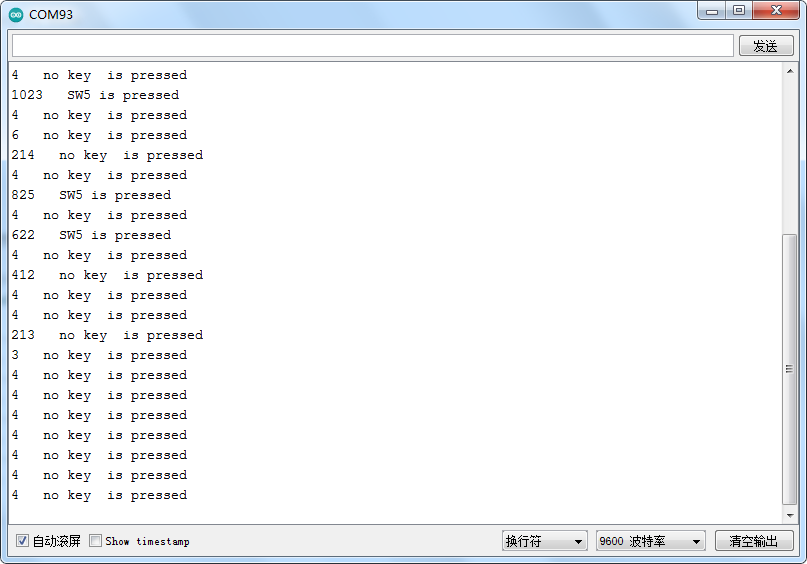 COM93
发送
4   no key  is pressed
1023   SW5 is pressed
4   no key  is pressed
6   no key  is pressed
214   no key  is pressed
4   no key  is pressed
825   SW5 is pressed
4   no key  is pressed
622   SW5 is pressed
4   no key  is pressed
412   no key  is pressed
4   no key  is pressed
4   no key  is pressed
213   no key  is pressed
3   no key  is pressed
4   no key  is pressed
4   no key  is pressed
4   no key  is pressed
4   no key  is pressed
4   no key  is pressed
4   no key  is pressed
4   no key  is pressed
自动滚屏 Show timestamp 换行符 9600 波特率 清空输出